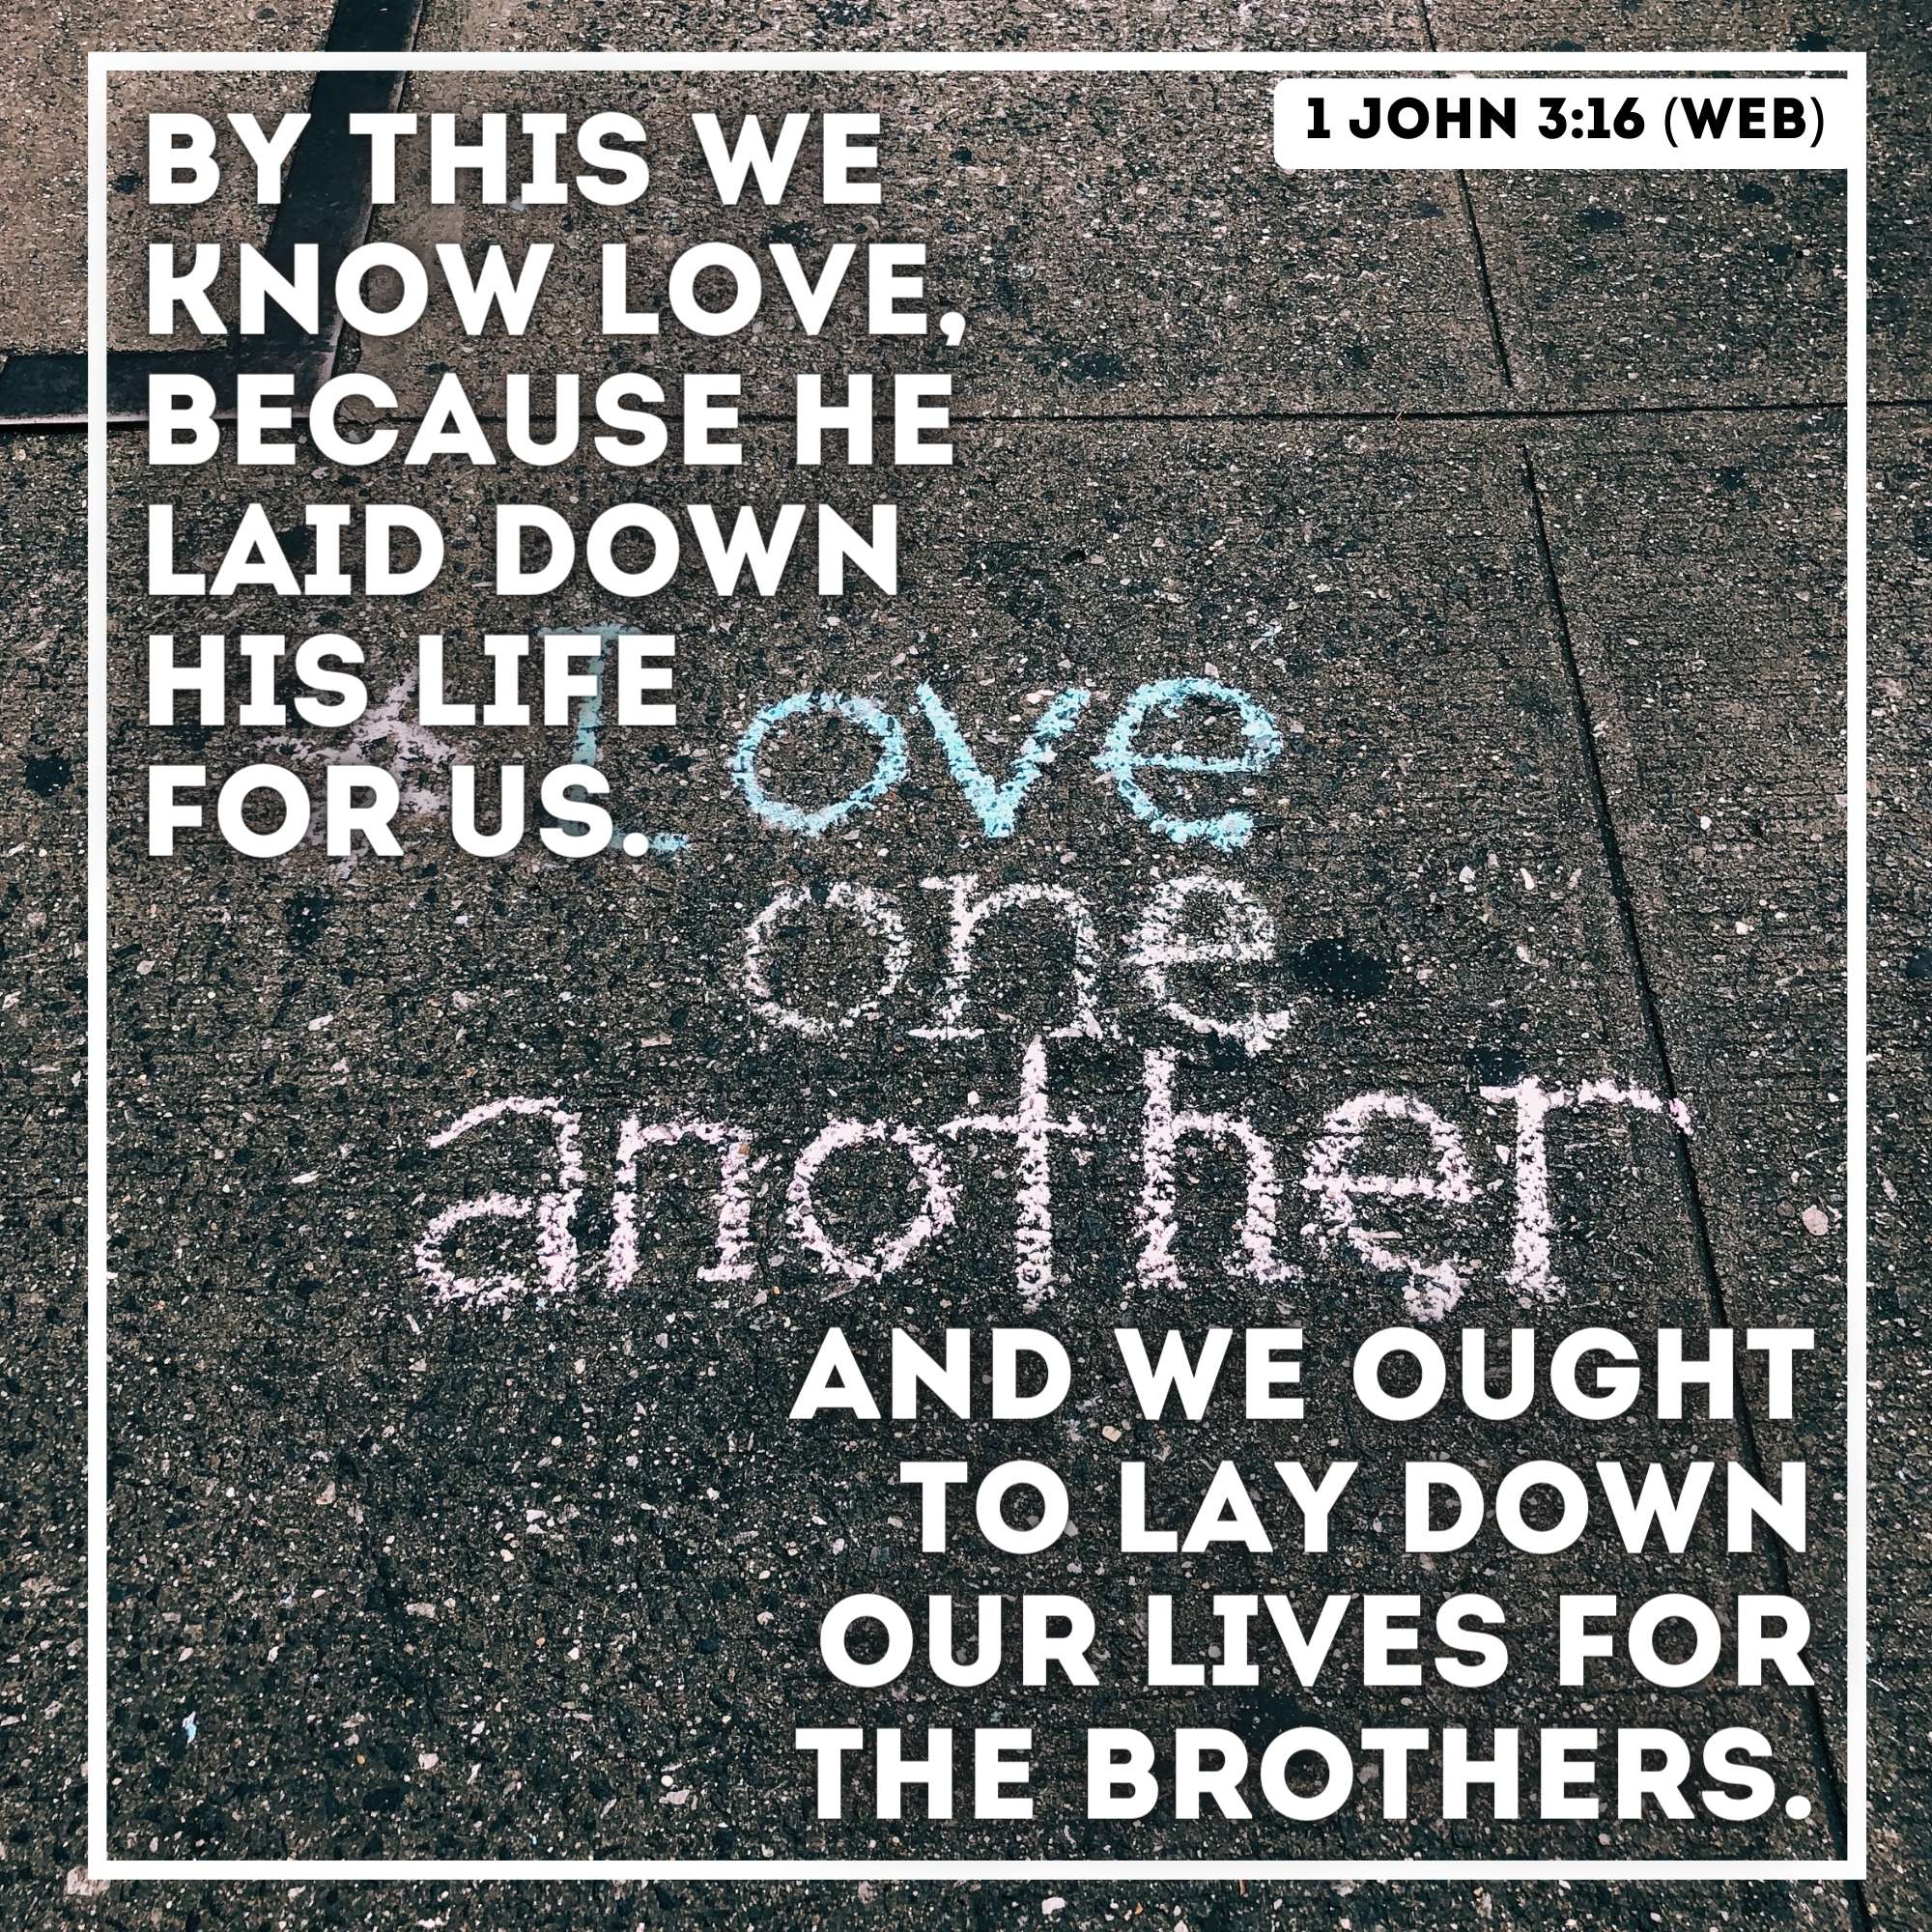 1 JOHN 3:16 (WEB)
BY THIS WE
KNOW LOVE,
BECAUSE HE
LAID DOWN
HIS LIFE
FOR US.
Love
one
another
AND WE OUGHT
TO LAY DOWN
OUR LIVES FOR
THE BROTHERS.